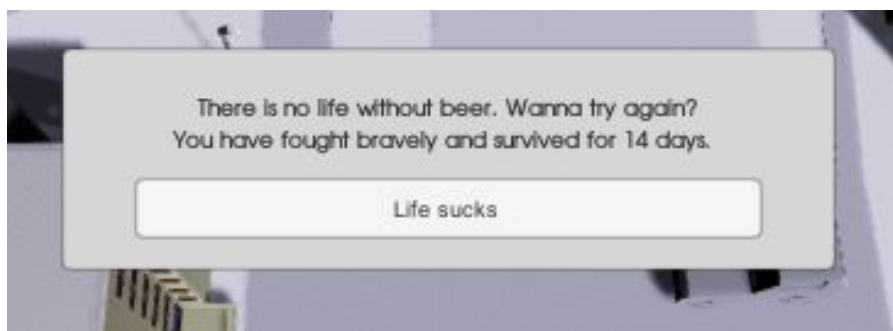 There is no life without beer. Wanna try again?
You have fought bravely and survived for 14 days.
Life sucks